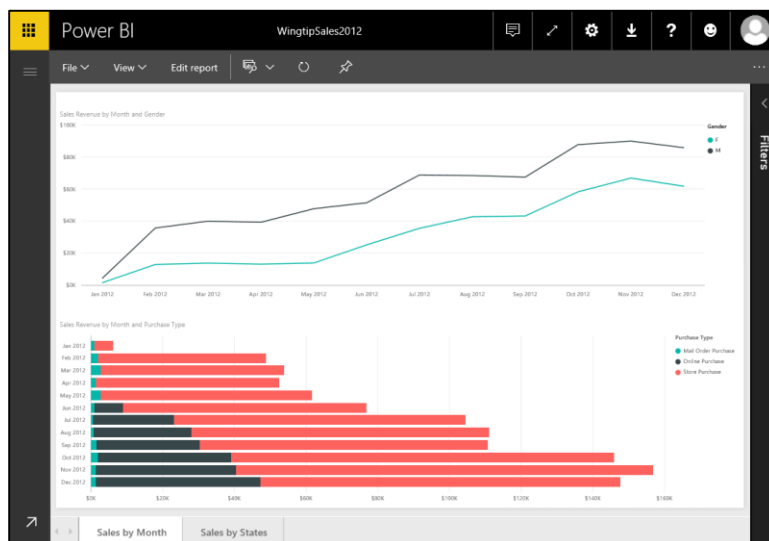 Power BI
WingtipSales2012
?
File
View
Edit report
...
Sales Revenue by Month and Gender
$100K
$80K
$60K
$40K
$20K
$0K
Jan 2012 Feb 2012 Mar 2012 Apr 2012 May 2012 Jun 2012 Jul 2012 Aug 2012 Sep 2012 Oct 2012 Nov 2012 Dec 2012
Gender
F
M
Filters
Sales Revenue by Month and Purchase Type
Jan 2012
Feb 2012
Mar 2012
Apr 2012
May 2012
Jun 2012
Jul 2012
Aug 2012
Sep 2012
Oct 2012
Nov 2012
Dec 2012
$0K $20K $40K $60K $80K $100K $120K $140K $160K
Purchase Type
Mail Order Purchase
Online Purchase
Store Purchase
Sales by Month
Sales by States